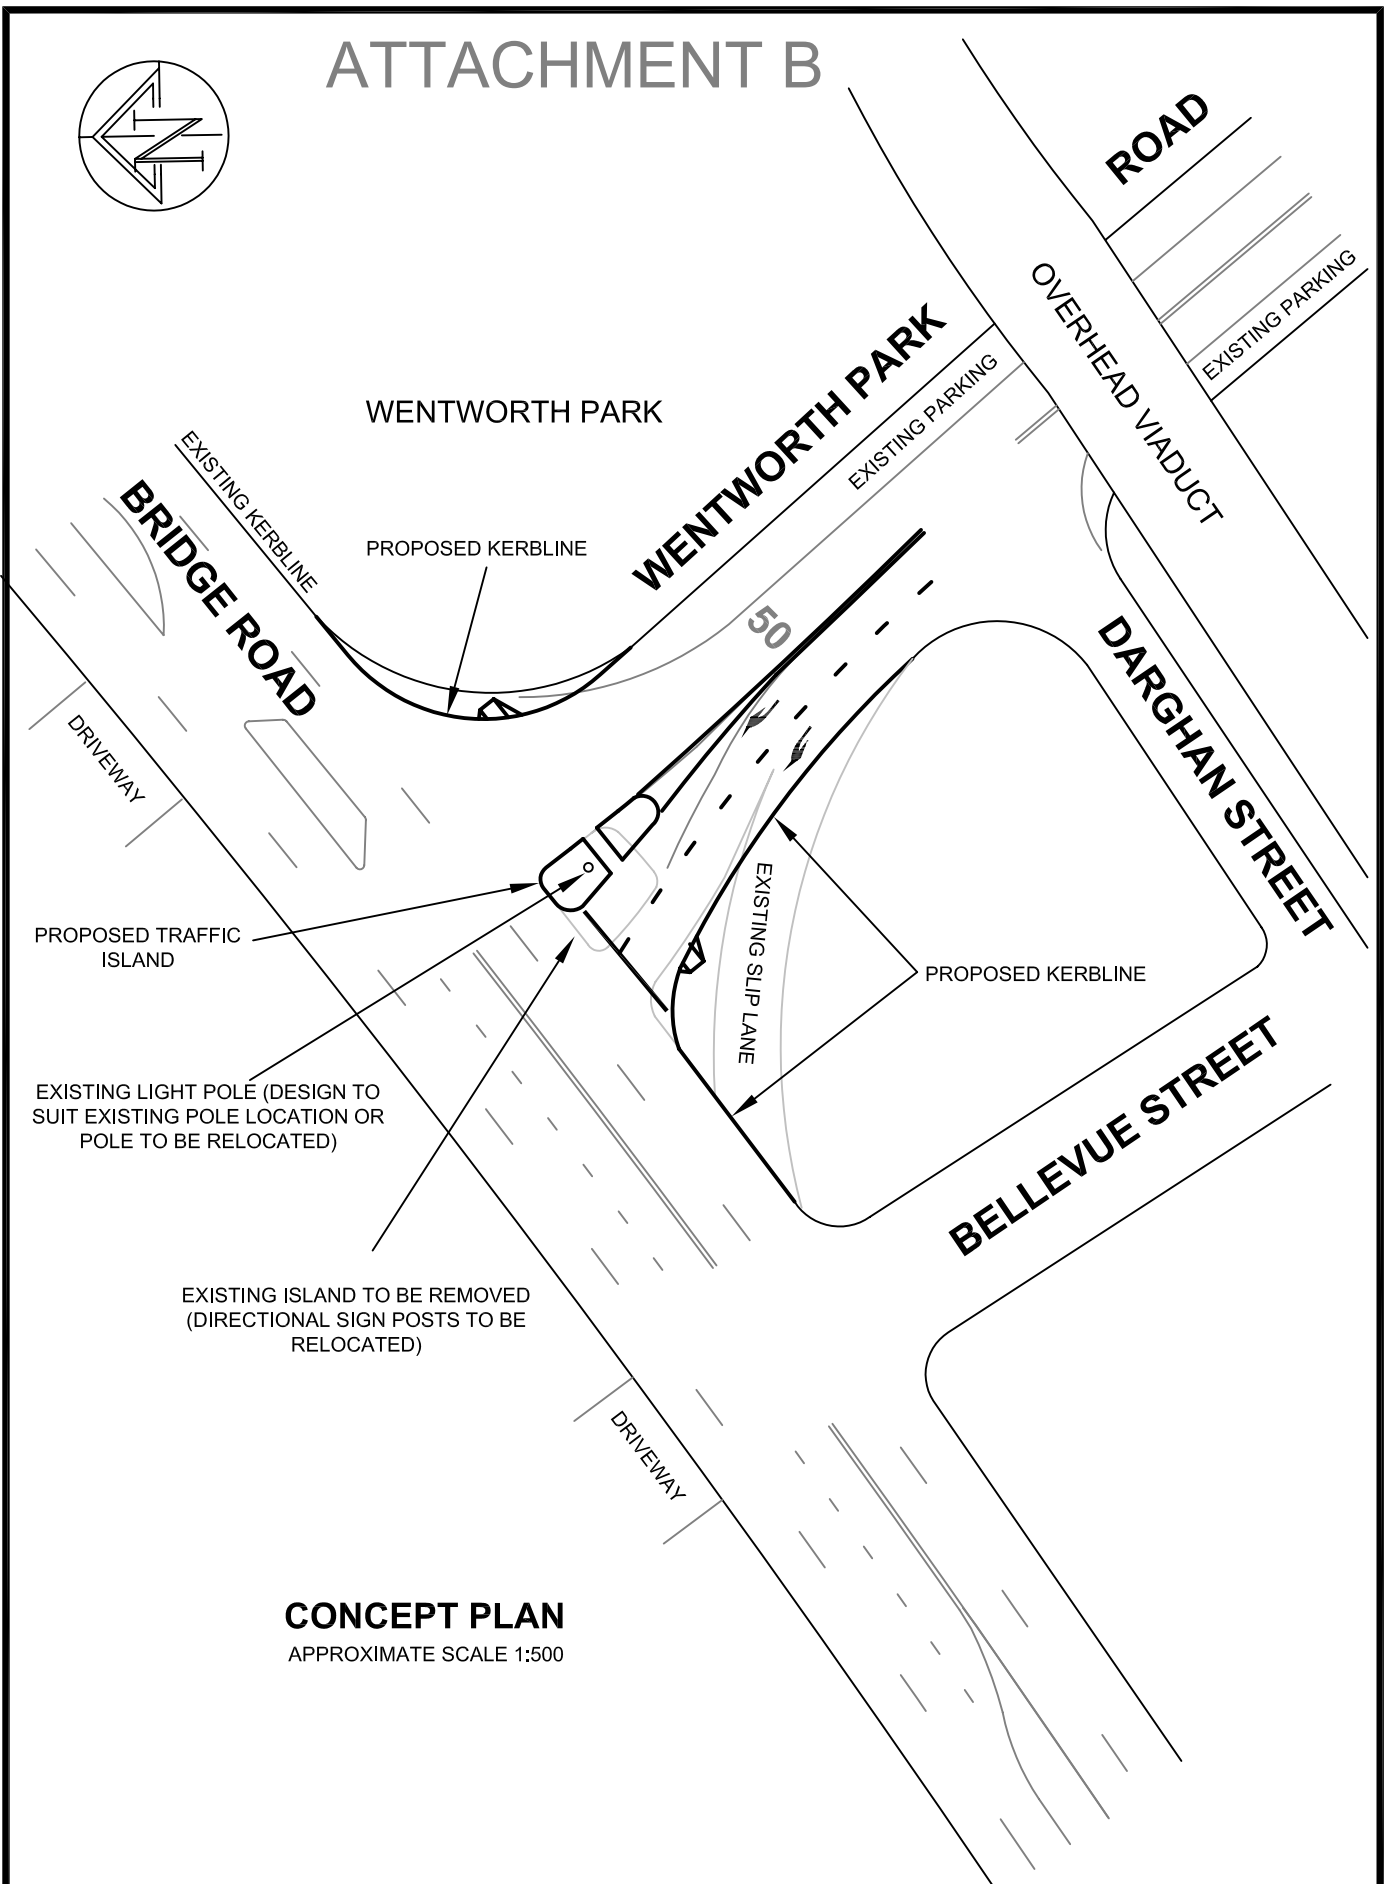 ATTACHMENT B
N
ROAD
OVERHEAD VIADUCT
EXISTING PARKING
WENTWORTH PARK
WENTWORTH PARK
EXISTING PARKING
EXISTING KERBLINE
BRIDGE ROAD
PROPOSED KERBLINE
50
DARGHAN STREET
DRIVEWAY
EXISTING SLIP LANE
PROPOSED TRAFFIC
ISLAND
PROPOSED KERBLINE
EXISTING LIGHT POLE (DESIGN TO
SUIT EXISTING POLE LOCATION OR
POLE TO BE RELOCATED)
BELLEVUE STREET
EXISTING ISLAND TO BE REMOVED
(DIRECTIONAL SIGN POSTS TO BE
RELOCATED)
DRIVEWAY
CONCEPT PLAN
APPROXIMATE SCALE 1:500